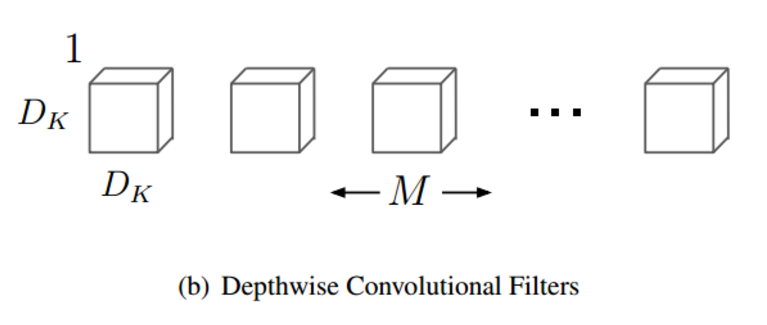 1
D_K
D_K
M
...
(b) Depthwise Convolutional Filters